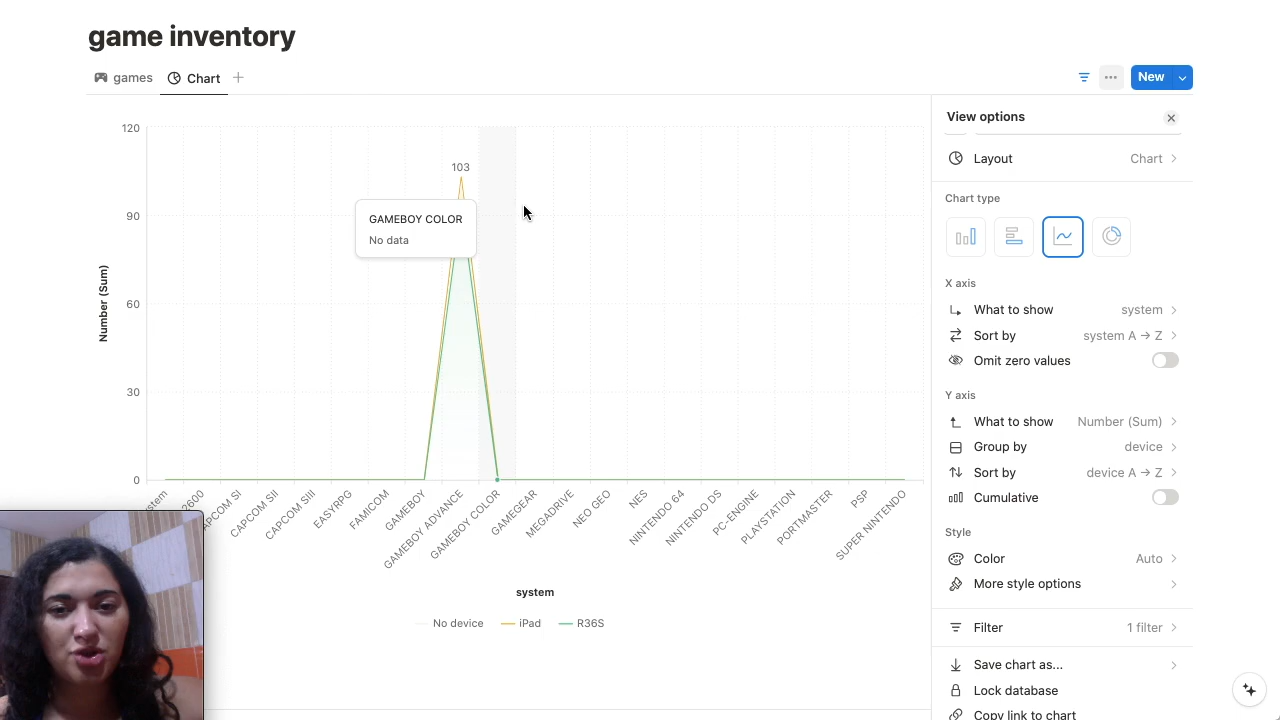 game inventory
games Chart
New
View options
Layout Chart
Chart type
X axis
What to show system
Sort by system A → Z
Omit zero values
Y axis
What to show Number (Sum)
Group by device
Sort by device A → Z
Cumulative
Style
Color Auto
More style options
Filter 1 filter
Save chart as...
Lock database
Copy link to chart
120
103
90
GAMEBOY COLOR
No data
60
30
0
Number (Sum)
ystem
2600
APCOM SI
CAPCOM SII
CAPCOM SIII
EASYRPG
FAMICOM
GAMEBOY
GAMEBOY ADVANCE
GAMEBOY COLOR
GAMEGEAR
MEGADRIVE
NEO GEO
NES
NINTENDO 64
NINTENDO DS
PC-ENGINE
PLAYSTATION
PORTMASTER
PSP
SUPER NINTENDO
system
No device iPad R36S